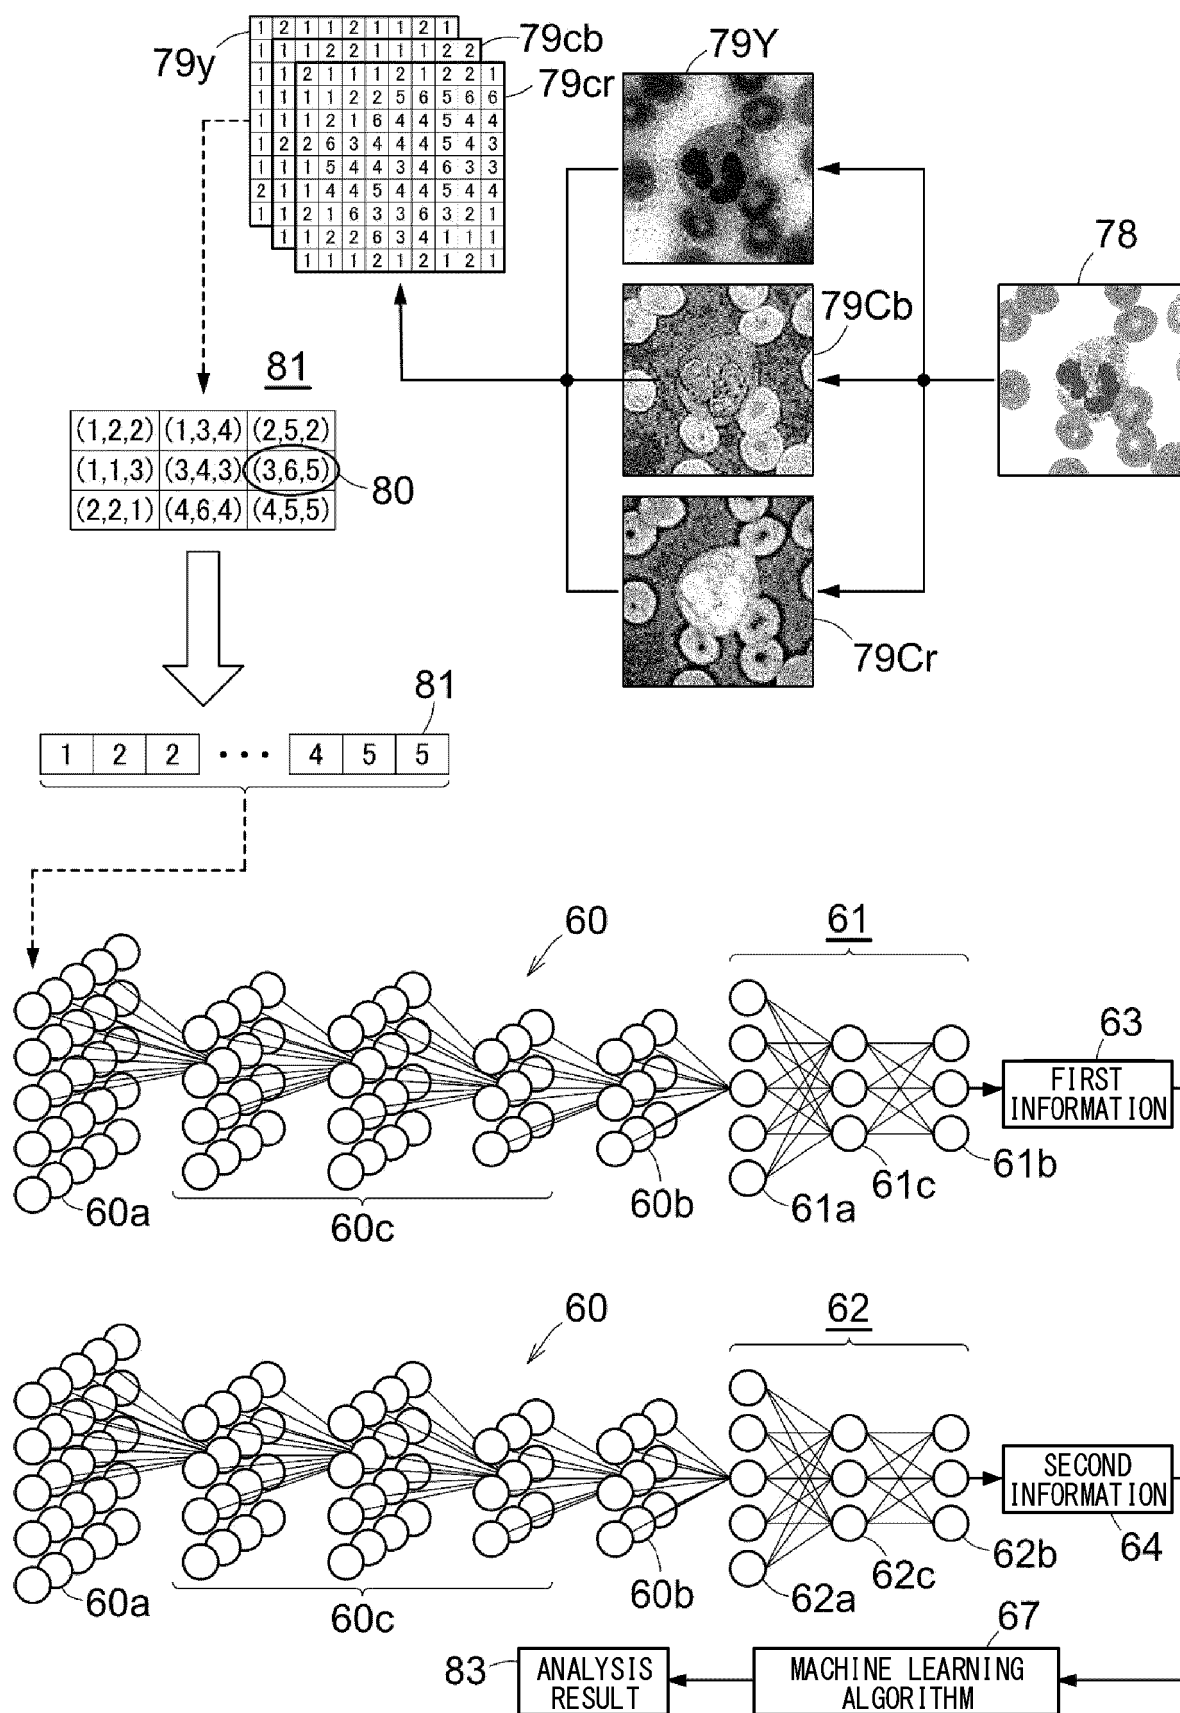 1 2 1 1 2 1 1 2 1
79y
1 1 1 2 2 1 1 1 2 2
79cb
79cr
79Y
1 1 2 1 1 1 2 1 2 2 1
1 1 1 1 2 2 5 6 5 6 6
1 1 1 2 1 6 4 4 5 4 4
1 2 2 6 3 4 4 4 5 4 3
1 1 1 5 4 4 3 4 6 3 3
2 1 1 4 4 5 4 4 5 4 4
1 1 2 1 6 3 3 6 3 2 1
1 1 2 2 6 3 4 1 1 1
1 1 1 2 1 2 1 2 1
78
79Cb
79Cr
81
(1,2,2) (1,3,4) (2,5,2)
(1,1,3) (3,4,3) (3,6,5)
(2,2,1) (4,6,4) (4,5,5)
80
81
1 2 2 ··· 4 5 5
60
61
63
FIRST
INFORMATION
60a
60c
60b
61a
61c
61b
60
62
SECOND
INFORMATION
64
60a
60c
60b
62a
62c
62b
67
83
ANALYSIS
RESULT
MACHINE LEARNING
ALGORITHM